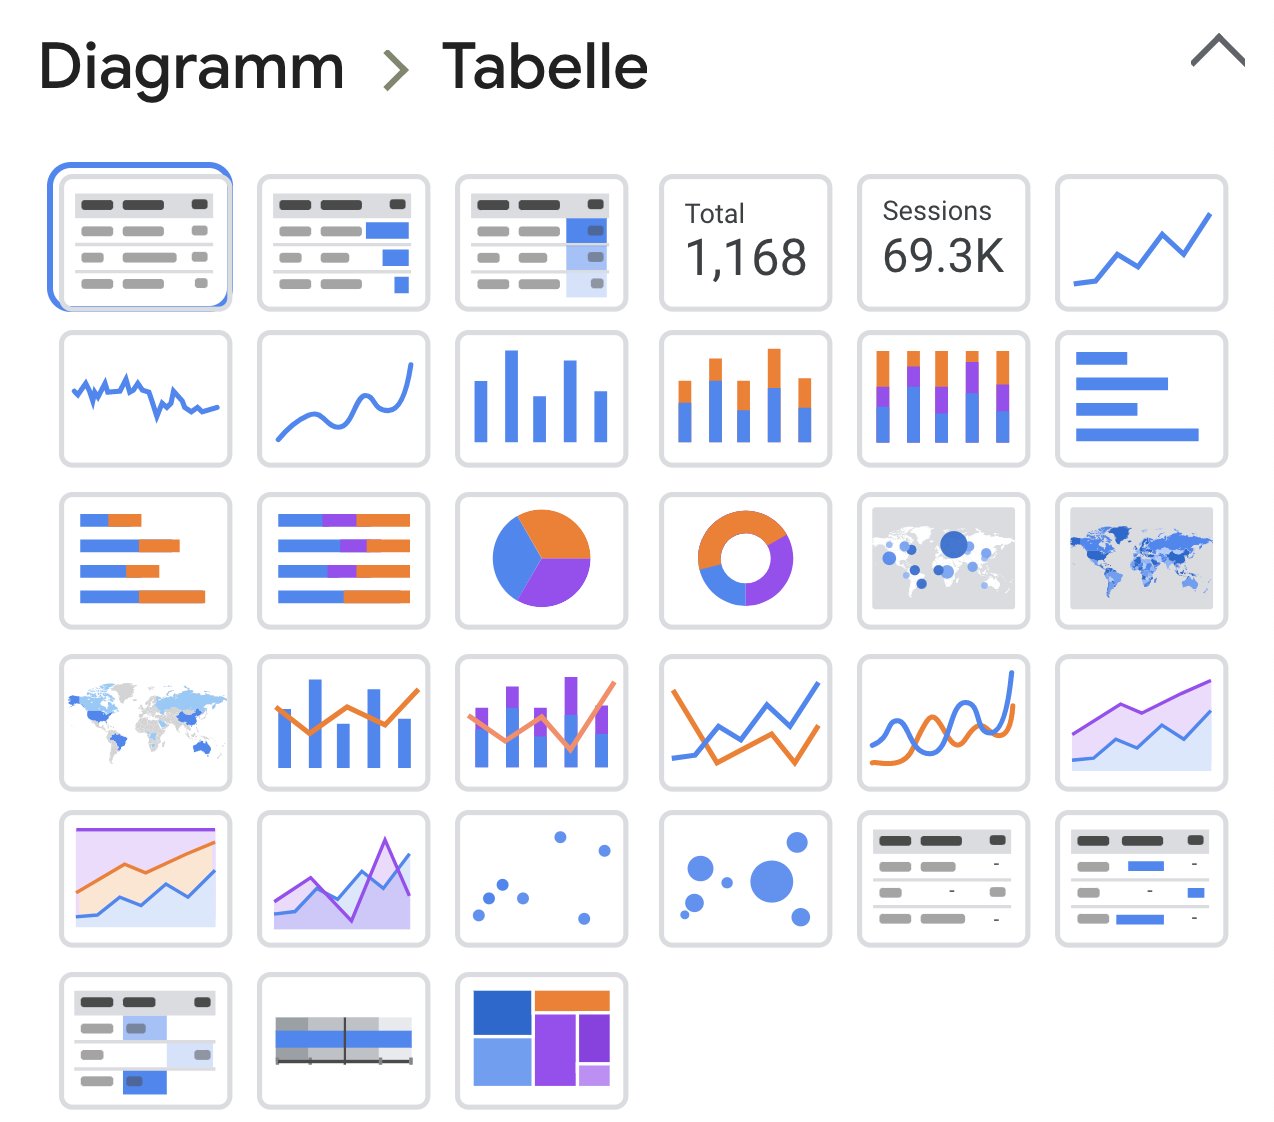 Diagramm > Tabelle
Total
1,168
Sessions
69.3K